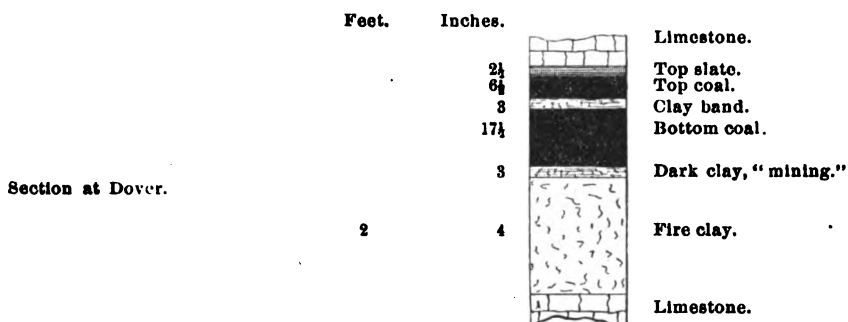 Feet. Inches.
Limestone.
2½ Top slate.
6½ Top coal.
3 Clay band.
17½ Bottom coal.
3 Dark clay, "mining."
Section at Dover.
2 4 Fire clay.
Limestone.